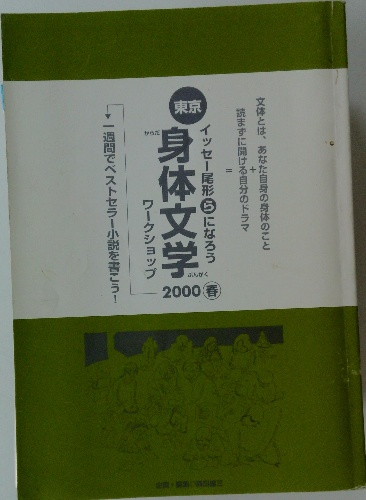 文体とは、あなた自身の身体のこと
+
読まずに開ける自分のドラマ
=
東京
イッセー尾形らになろう
身体文学
からだ
ぶんがく
ワークショップ
2000春
▼一週間でベストセラー小説を書こう!